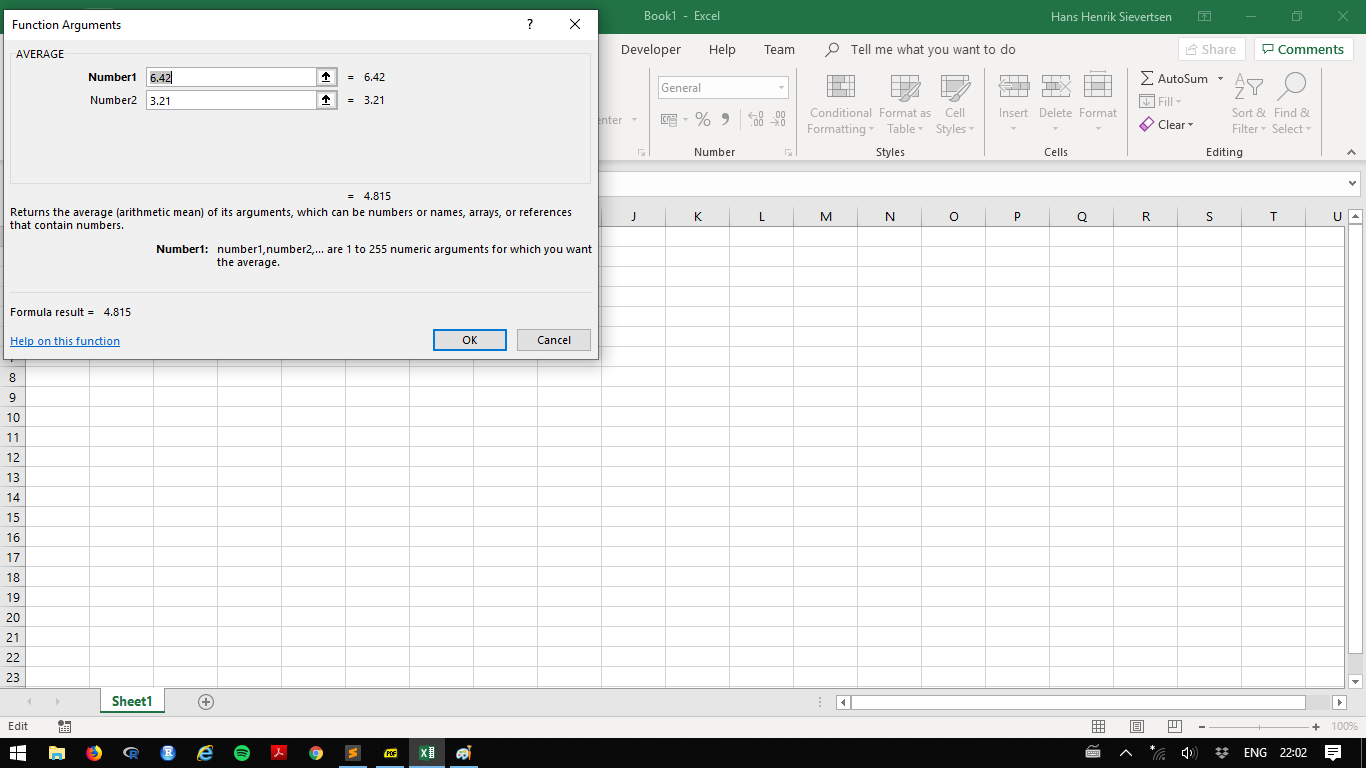 Function Arguments ?
Book1 - Excel
Hans Henrik Sievertsen
AVERAGE
Number1 6.42 = 6.42
Number2 3.21 = 3.21
= 4.815
Returns the average (arithmetic mean) of its arguments, which can be numbers or names, arrays, or references
that contain numbers.
Number1: number1,number2,... are 1 to 255 numeric arguments for which you want
the average.
Formula result = 4.815
Help on this function
OK
Cancel
Developer Help Team Tell me what you want to do
Share
Comments
enter
General
%
Number
Conditional
Formatting
Format as
Table
Cell
Styles
Styles
Insert Delete Format
Cells
AutoSum
Fill
Clear
Sort &
Filter
Find &
Select
Editing
J K L M N O P Q R S T U
8
9
10
11
12
13
14
15
16
17
18
19
20
21
22
23
Sheet1
Edit
100%
ENG 22:02